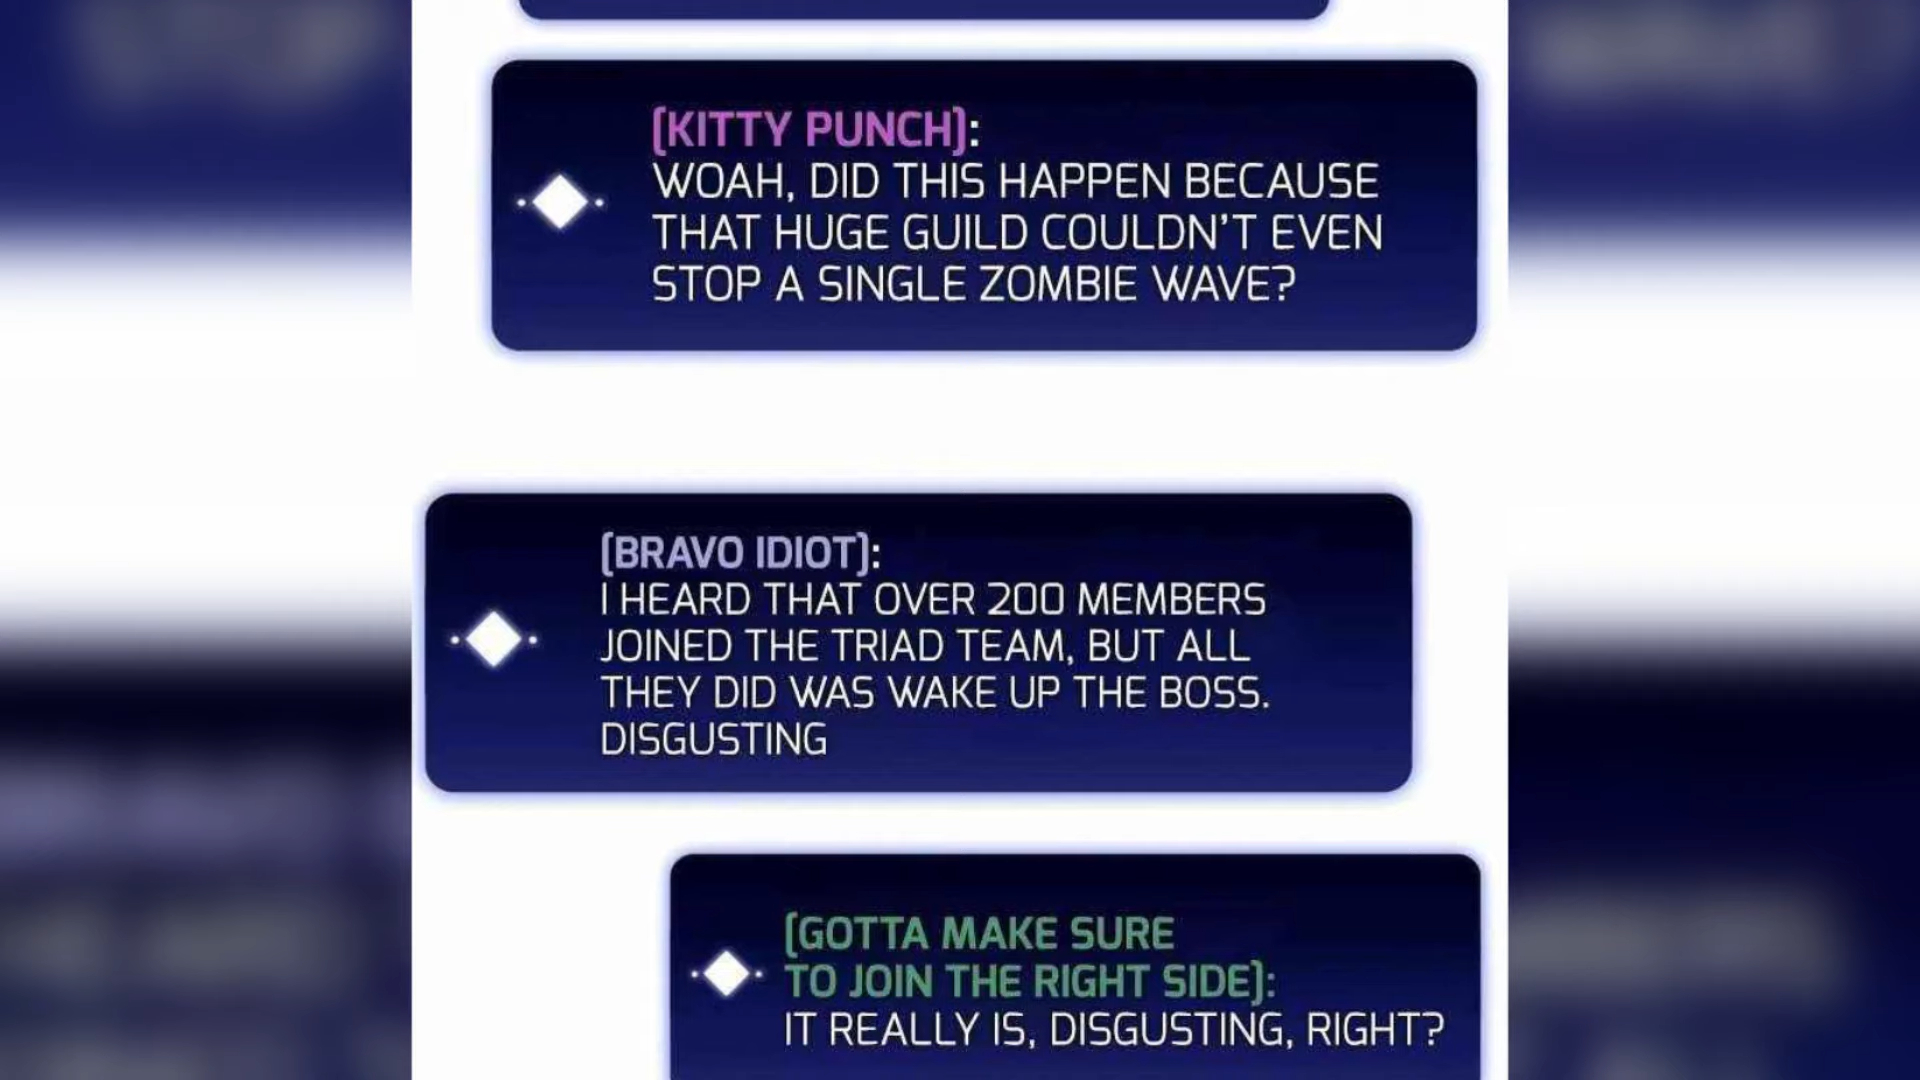 [KITTY PUNCH]:
WOAH, DID THIS HAPPEN BECAUSE
THAT HUGE GUILD COULDN'T EVEN
STOP A SINGLE ZOMBIE WAVE?
[BRAVO IDIOT]:
I HEARD THAT OVER 200 MEMBERS
JOINED THE TRIAD TEAM, BUT ALL
THEY DID WAS WAKE UP THE BOSS.
DISGUSTING
[GOTTA MAKE SURE
TO JOIN THE RIGHT SIDE]:
IT REALLY IS, DISGUSTING, RIGHT?